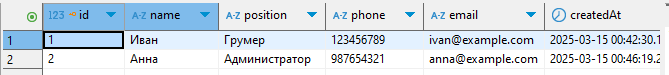 123 id A-Z name A-Z position A-Z phone A-Z email createdAt
1 1 Иван Грумер 123456789 ivan@example.com 2025-03-15 00:42:30.1
2 2 Анна Администратор 987654321 anna@example.com 2025-03-15 00:46:19.2